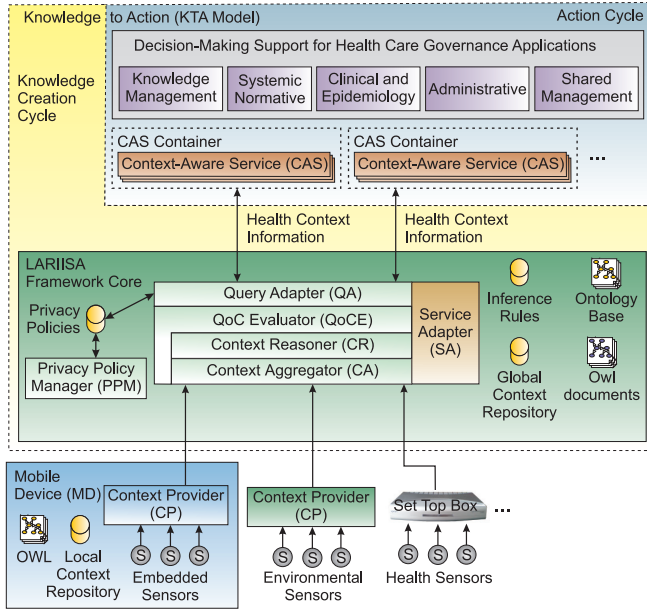 Knowledge to Action (KTA Model)
Action Cycle
Knowledge
Creation
Cycle
Decision-Making Support for Health Care Governance Applications
Knowledge
Management
Systemic
Normative
Clinical and
Epidemiology
Administrative
Shared
Management
CAS Container
Context-Aware Service (CAS)
CAS Container
Context-Aware Service (CAS)
...
Health Context
Information
Health Context
Information
LARIISA
Framework Core
Privacy
Policies
Privacy Policy
Manager (PPM)
Query Adapter (QA)
QoC Evaluator (QoCE)
Context Reasoner (CR)
Context Aggregator (CA)
Service
Adapter
(SA)
Inference
Rules
Ontology
Base
Global
Context
Repository
Owl
documents
Mobile
Device (MD)
Context Provider
(CP)
OWL
Local
Context
Repository
S S S
Embedded
Sensors
Context Provider
(CP)
S S S
Environmental
Sensors
Set Top Box
...
S S S
Health Sensors